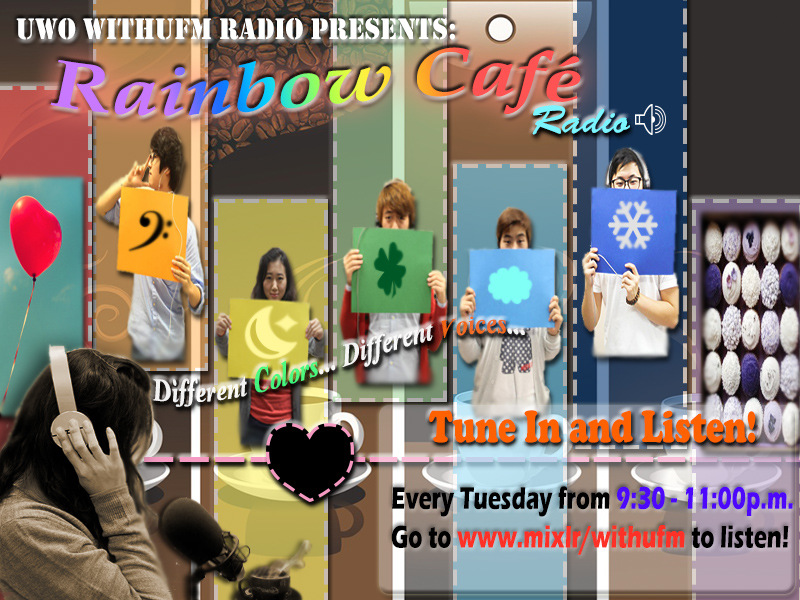 UWO WITHUFM RADIO PRESENTS:
Rainbow Café
Radio
Different Colors... Different Voices...
Tune In and Listen!
Every Tuesday from 9:30 - 11:00p.m.
Go to www.mixlr/withufm to listen!